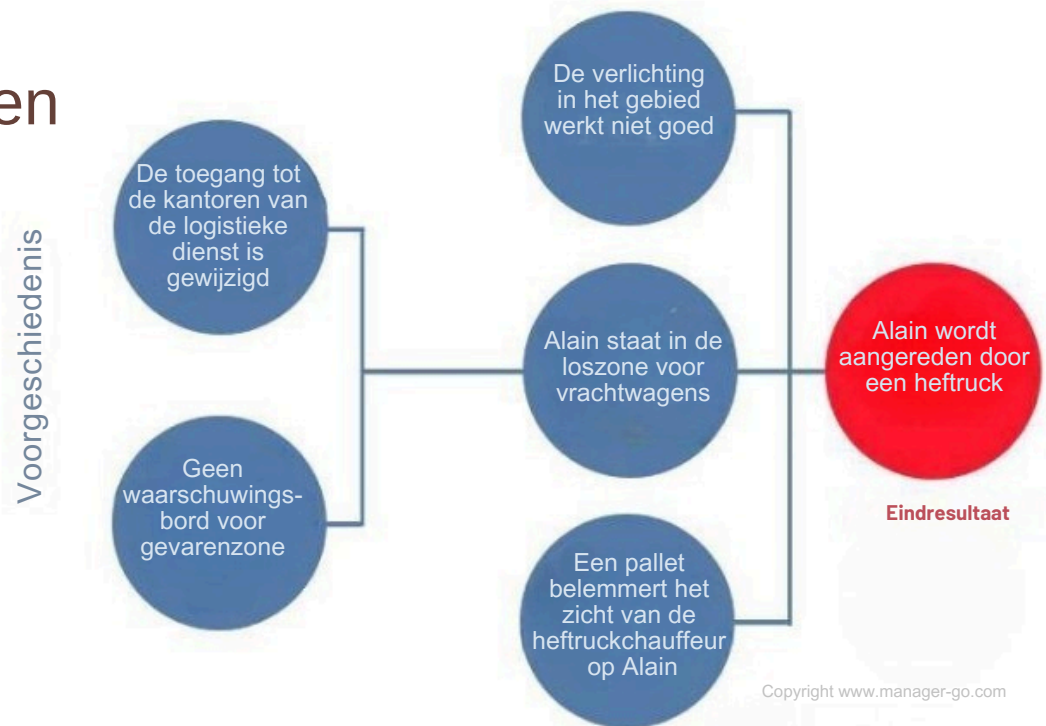 en
Voorgeschiedenis
De toegang tot
de kantoren van
de logistieke
dienst is
gewijzigd
Geen
waarschuwings-
bord voor
gevarenzone
De verlichting
in het gebied
werkt niet goed
Alain staat in de
loszone voor
vrachtwagens
Een pallet
belemmert het
zicht van de
heftruckchauffeur
op Alain
Alain wordt
aangereden door
een heftruck
Eindresultaat
Copyright www.manager-go.com